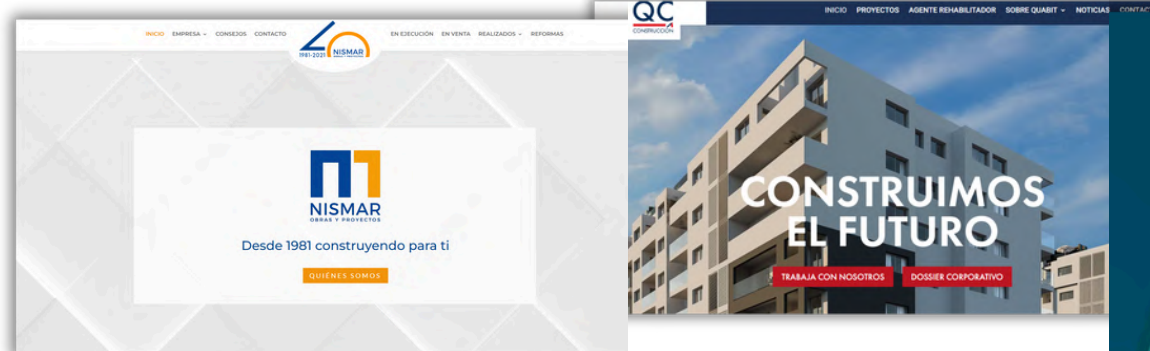 INICIO EMPRESA CONSEJOS CONTACTO
1981-2021 NISMAR
EN EJECUCIÓN EN VENTA REALIZADOS REFORMAS
NISMAR
OBRAS Y PROYECTOS
Desde 1981 construyendo para ti
QUIÉNES SOMOS
QC
CONSTRUCCIÓN
INICIO PROYECTOS AGENTE REHABILITADOR SOBRE QUABIT NOTICIAS CONTACT
CONSTRUIMOS
EL FUTURO
TRABAJA CON NOSOTROS DOSSIER CORPORATIVO